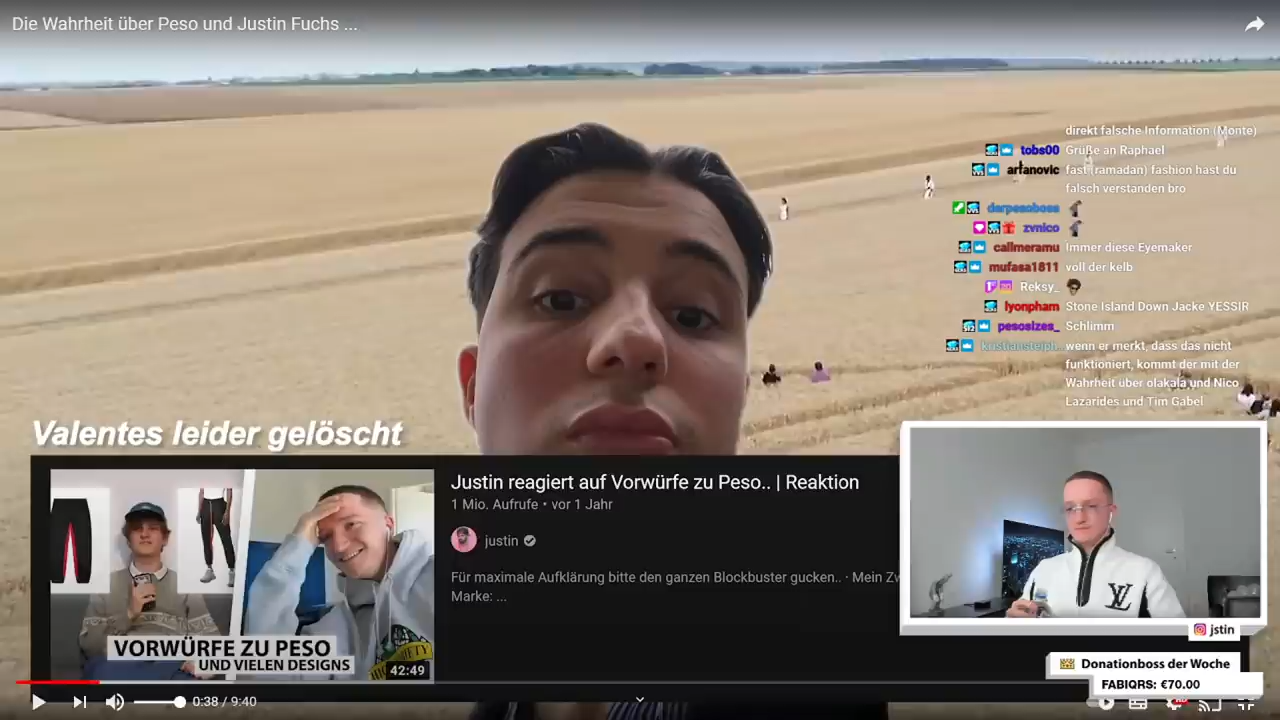 Die Wahrheit über Peso und Justin Fuchs ...
direkt falsche Information (Monte)
tobs00 Grüße an Raphael
arfanovic fast (ramadan) fashion hast du
falsch verstanden bro
derpesoboss
zvnico
callmeramu Immer diese Eyemaker
mufasa1811 voll der kelb
Reksy_
lyonpham Stone Island Down Jacke YESSIR
pesosizes_ Schlimm
wenn er merkt, dass das nicht
funktioniert, kommt der mit der
Wahrheit über olakala und Nico
Lazarides und Tim Gabel
Valentes leider gelöscht
Justin reagiert auf Vorwürfe zu Peso.. | Reaktion
1 Mio. Aufrufe • vor 1 Jahr
justin
Für maximale Aufklärung bitte den ganzen Blockbuster gucken.. · Mein Zw
Marke: ...
VORWÜRFE ZU PESO
UND VIELEN DESIGNS
42:49
LV
jstin
Donationboss der Woche
FABIQRS: €70.00
0:38 / 9:40